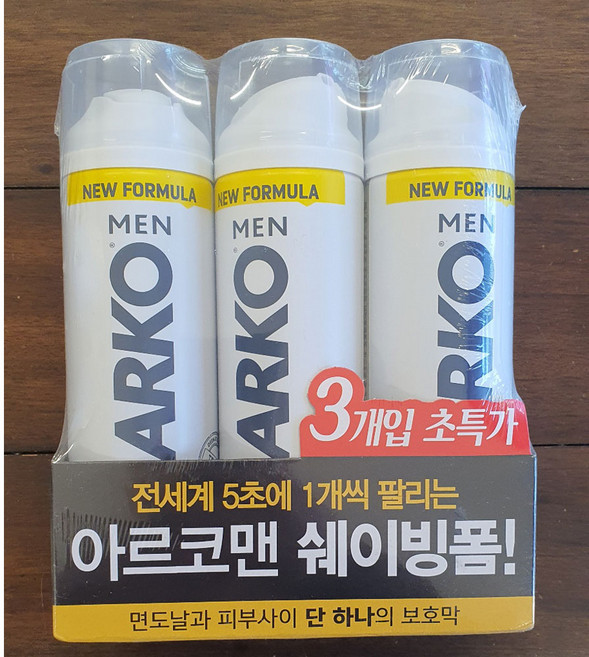 NEW FORMULA
MEN
ARKO
NEW FORMULA
MEN
ARKO
NEW FORMULA
MEN
ARKO
3개입 초특가
전세계 5초에 1개씩 팔리는
아르코맨 쉐이빙폼!
면도날과 피부사이 단 하나의 보호막